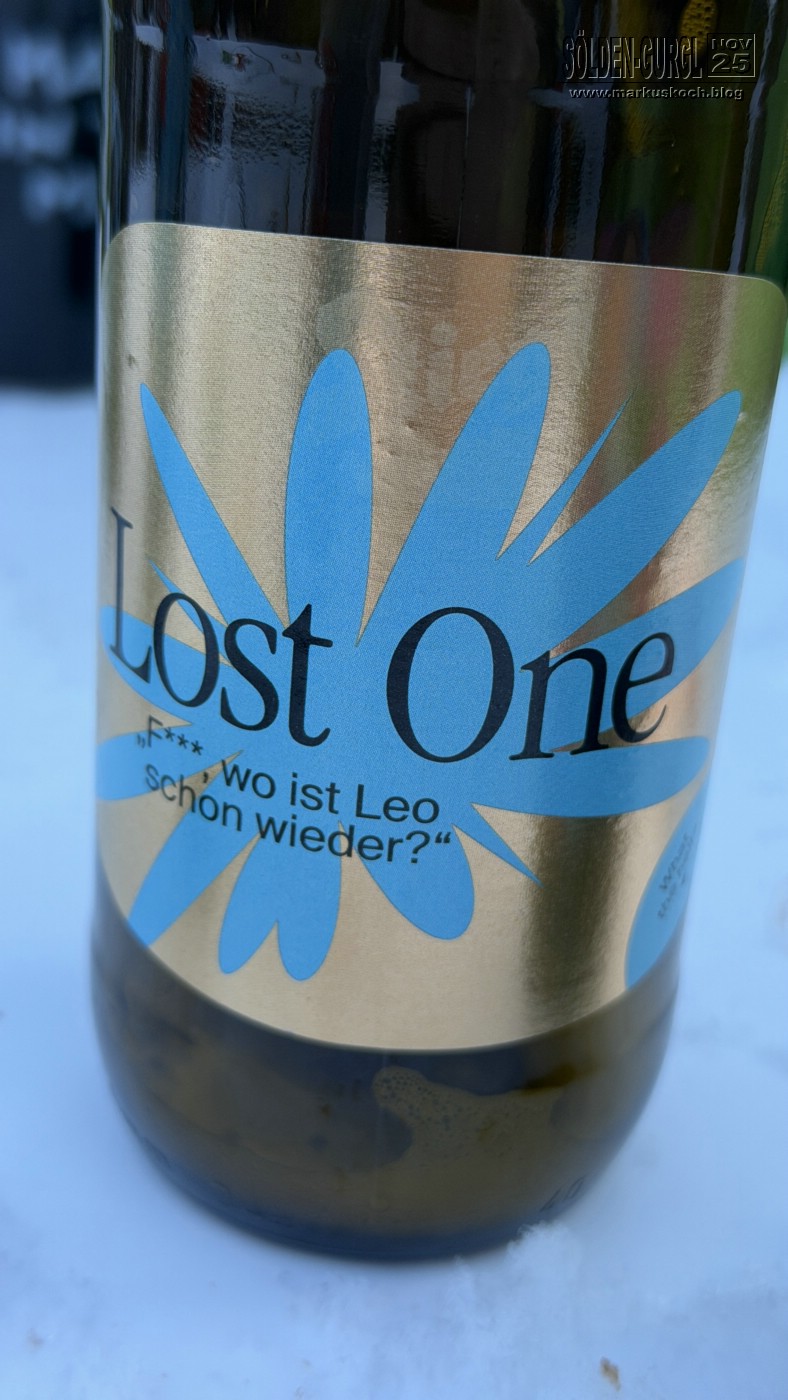 SÖLDEN-GURGL NOV 25
www.markuskoch.blog
Lost One
„F***, wo ist Leo
schon wieder?“